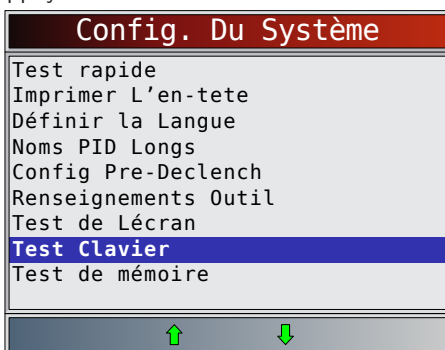 Config. Du Système
Test rapide
Imprimer L’en-tete
Définir la Langue
Noms PID Longs
Config Pre-Declench
Renseignements Outil
Test de Lécran
Test Clavier
Test de mémoire